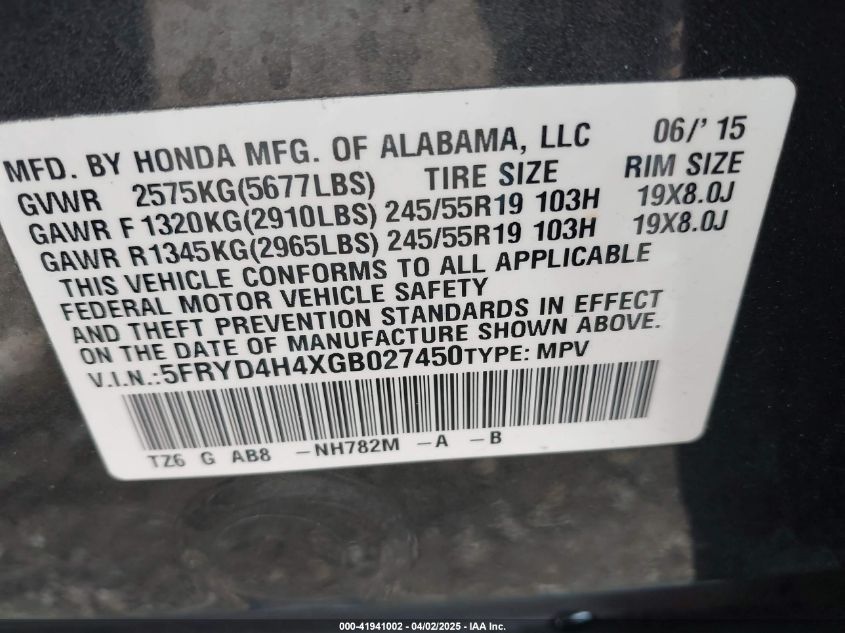 MFD. BY HONDA MFG. OF ALABAMA, LLC 06/' 15
GVWR 2575KG(5677LBS) TIRE SIZE RIM SIZE
GAWR F 1320KG(2910LBS) 245/55R19 103H 19X8.0J
GAWR R1345KG(2965LBS) 245/55R19 103H 19X8.0J
THIS VEHICLE CONFORMS TO ALL APPLICABLE
FEDERAL MOTOR VEHICLE SAFETY
AND THEFT PREVENTION STANDARDS IN EFFECT
ON THE DATE OF MANUFACTURE SHOWN ABOVE.
V.I.N.:5FRYD4H4XGB027450TYPE: MPV
TZ6 G AB8 -NH782M -A -B
000-41941002 - 04/02/2025 - IAA Inc.